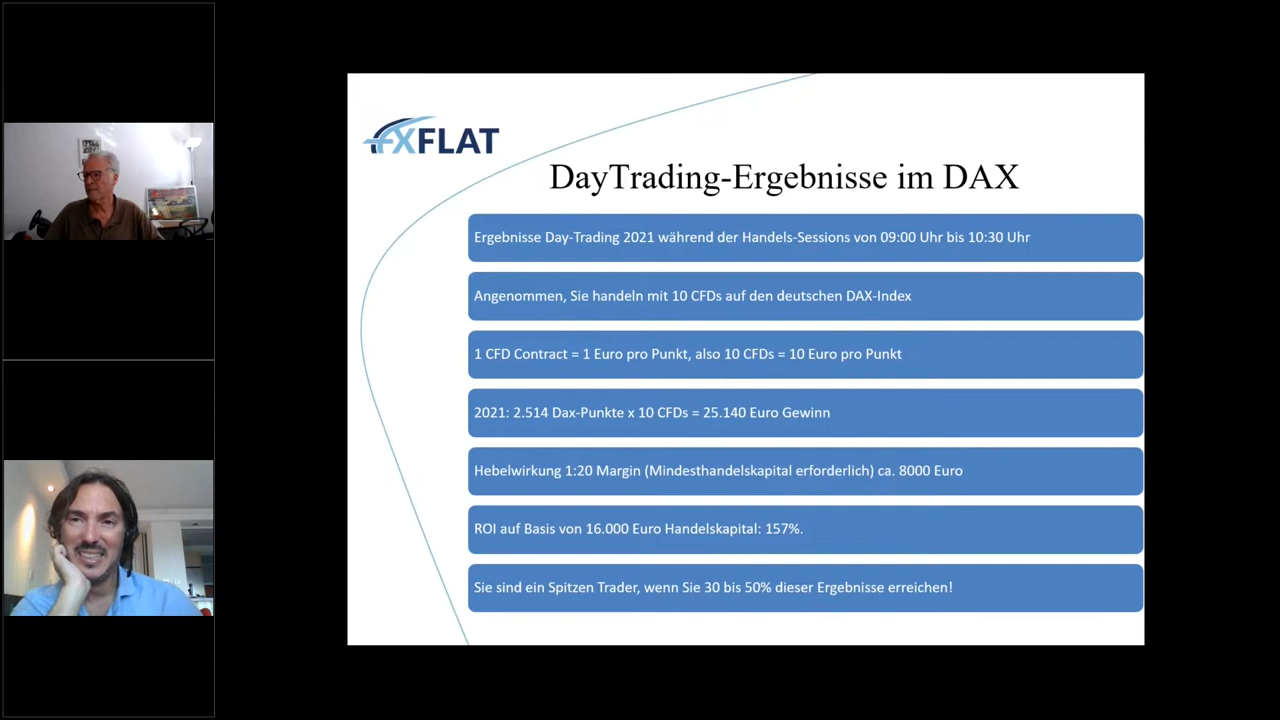 FXFLAT
DayTrading-Ergebnisse im DAX
Ergebnisse Day-Trading 2021 während der Handels-Sessions von 09:00 Uhr bis 10:30 Uhr
Angenommen, Sie handeln mit 10 CFDs auf den deutschen DAX-Index
1 CFD Contract = 1 Euro pro Punkt, also 10 CFDs = 10 Euro pro Punkt
2021: 2.514 Dax-Punkte x 10 CFDs = 25.140 Euro Gewinn
Hebelwirkung 1:20 Margin (Mindesthandelskapital erforderlich) ca. 8000 Euro
ROI auf Basis von 16.000 Euro Handelskapital: 157%.
Sie sind ein Spitzen Trader, wenn Sie 30 bis 50% dieser Ergebnisse erreichen!